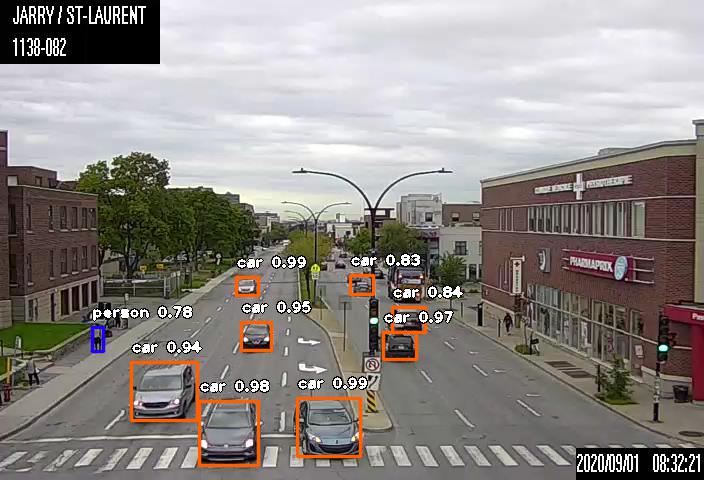 JARRY / ST-LAURENT
1138-082
car 0.99
car 0.83
car 0.84
car 0.95
car 0.97
person 0.78
car 0.94
car 0.98
car 0.99
PHARMAPRIX
2020/09/01 08:32:21